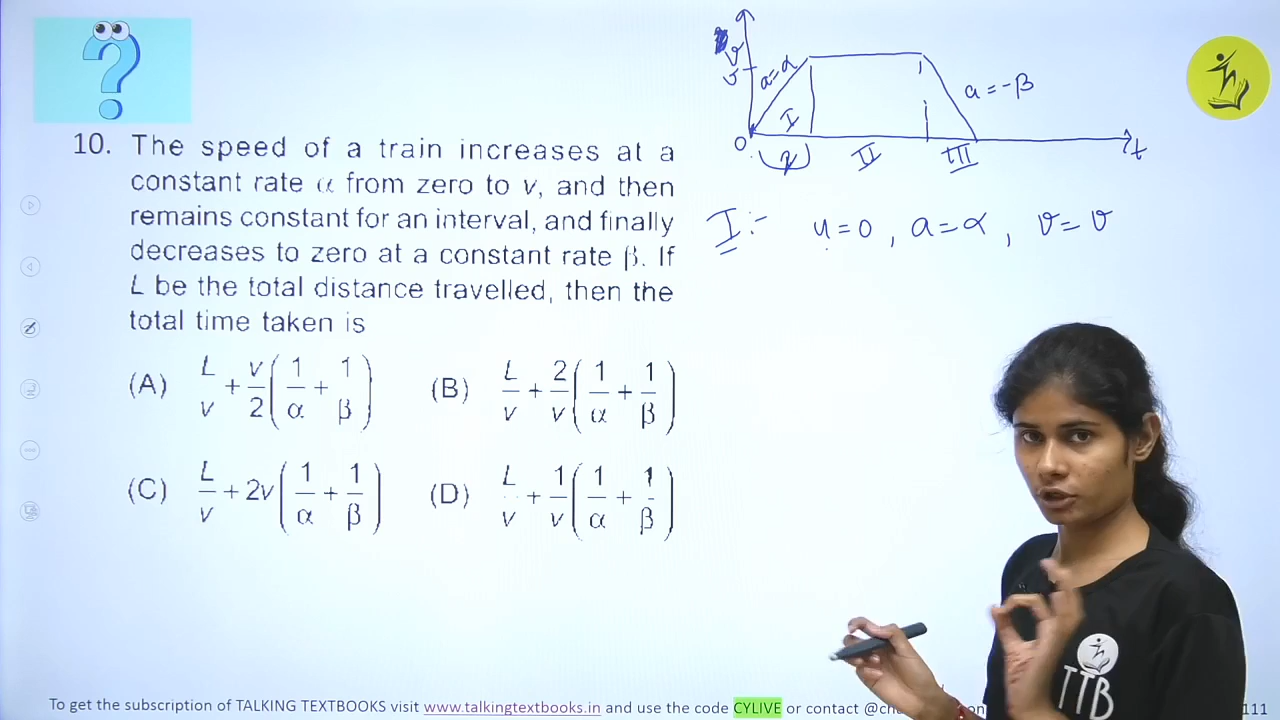 10. The speed of a train increases at a
constant rate α from zero to v, and then
remains constant for an interval, and finally
decreases to zero at a constant rate β. If
L be the total distance travelled, then the
total time taken is
(A) L/v + v/2(1/α + 1/β) (B) L/v + 2/v(1/α + 1/β)
(C) L/v + 2v(1/α + 1/β) (D) L/v + 1/v(1/α + 1/β)
v
v
a=α
a=-β
O
I
II
III
t
I:- u=0, a=α, v=v
TTB
To get the subscription of TALKING TEXTBOOKS visit www.talkingtextbooks.in and use the code CYLIVE or contact
111